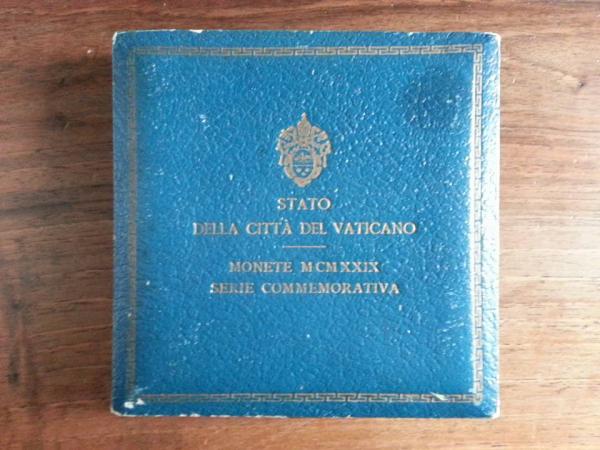 STATO
DELLA CITTÀ DEL VATICANO
MONETE MCMXXIX
SERIE COMMEMORATIVA